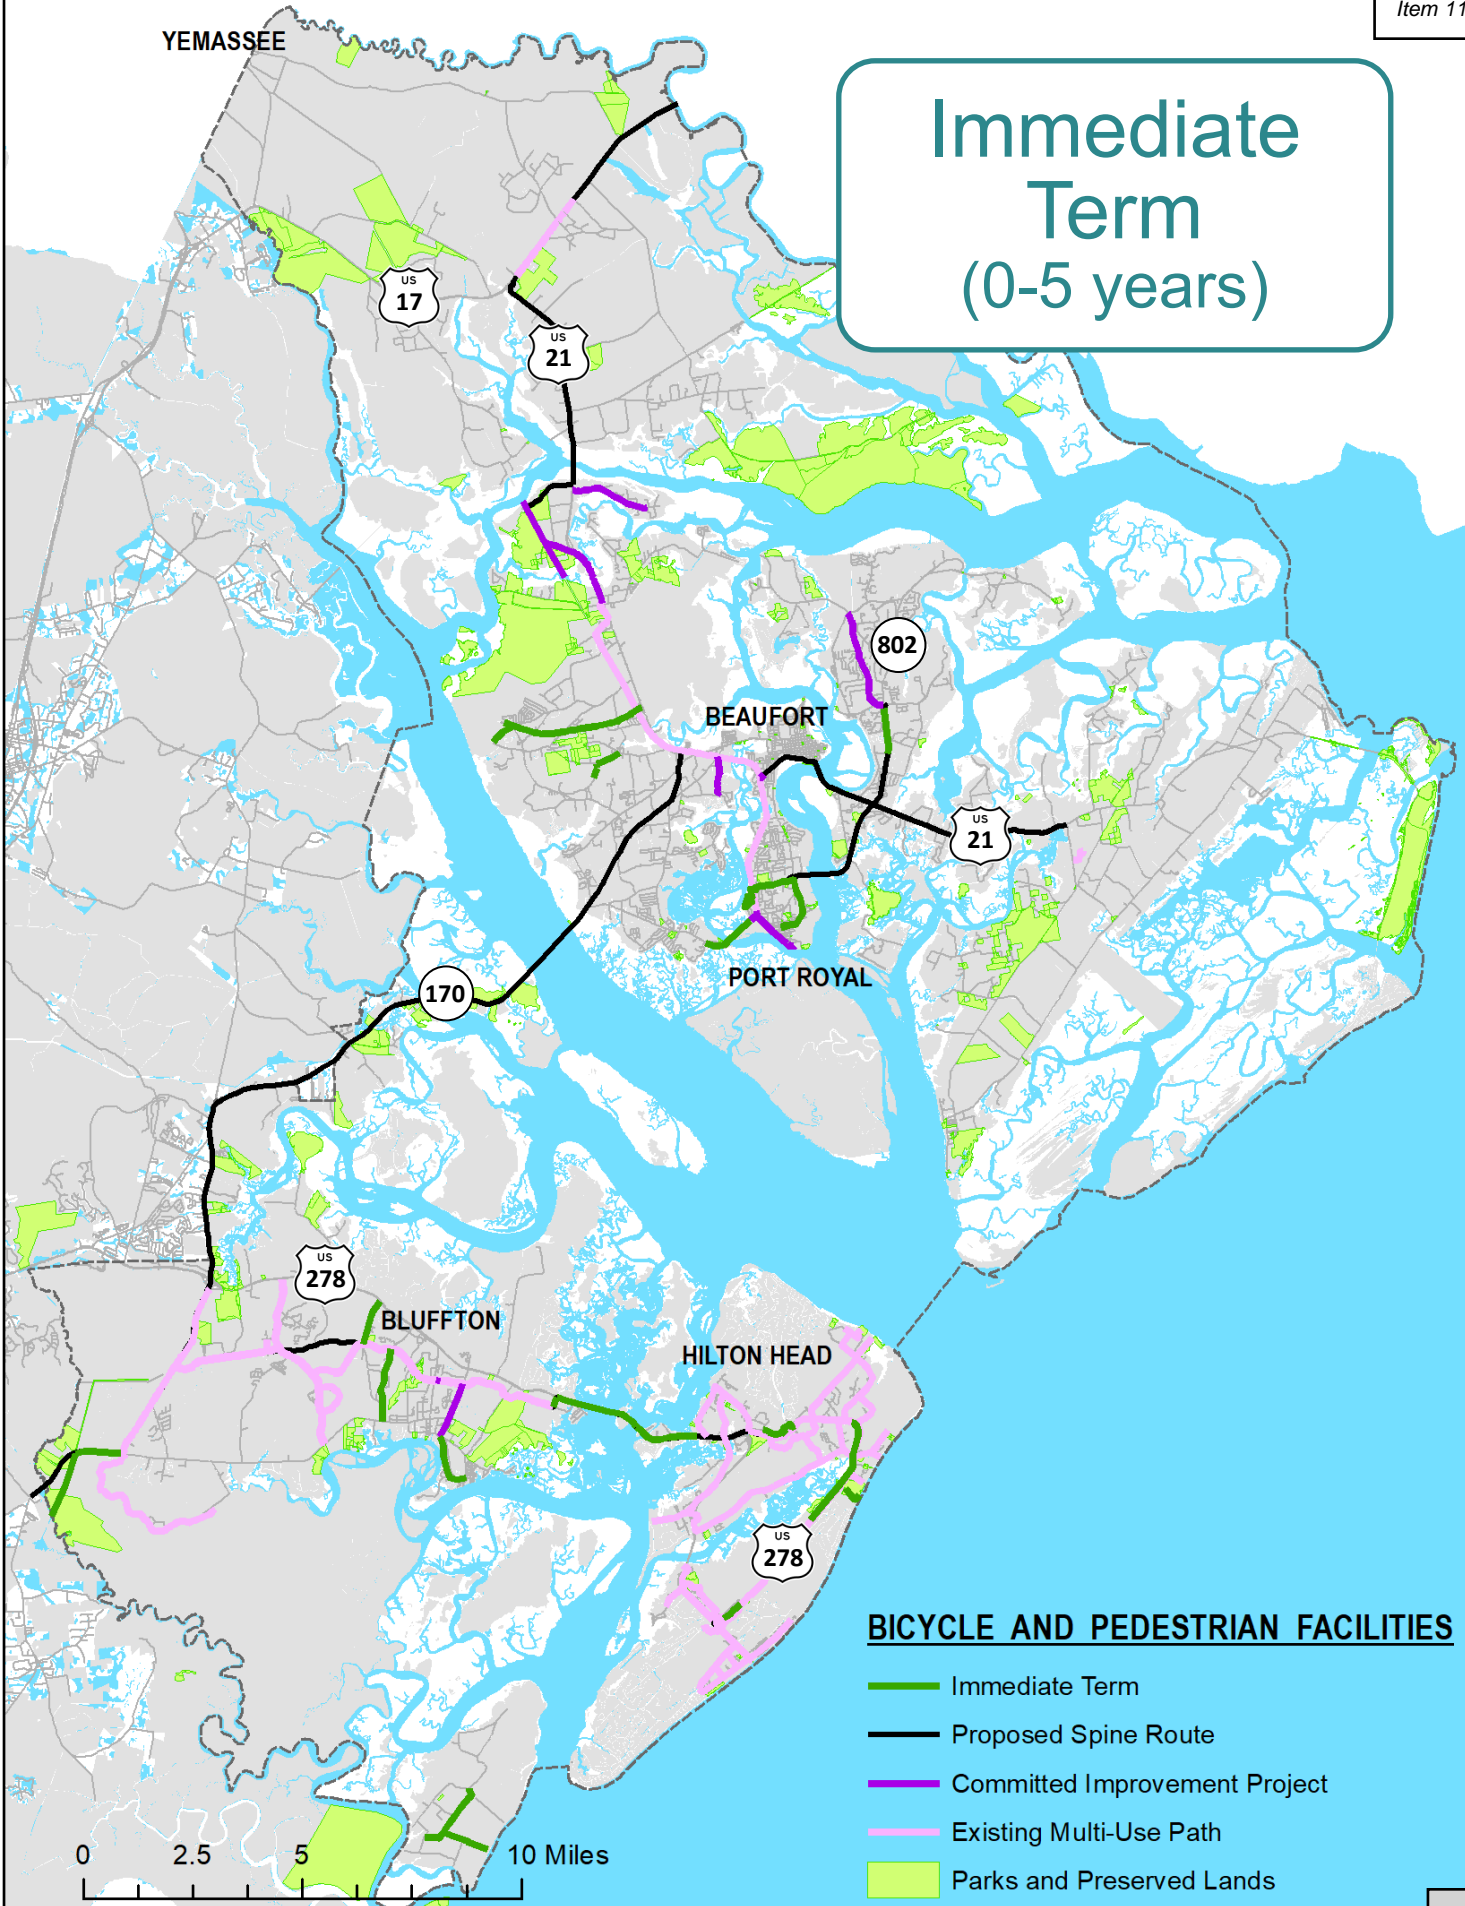 Item 11
YEMASSEE
Immediate
Term
(0-5 years)
US
17
US
21
802
BEAUFORT
US
21
PORT ROYAL
170
US
278
BLUFFTON
HILTON HEAD
US
278
BICYCLE AND PEDESTRIAN FACILITIES
Immediate Term
Proposed Spine Route
Committed Improvement Project
Existing Multi-Use Path
Parks and Preserved Lands
0 2.5 5 10 Miles